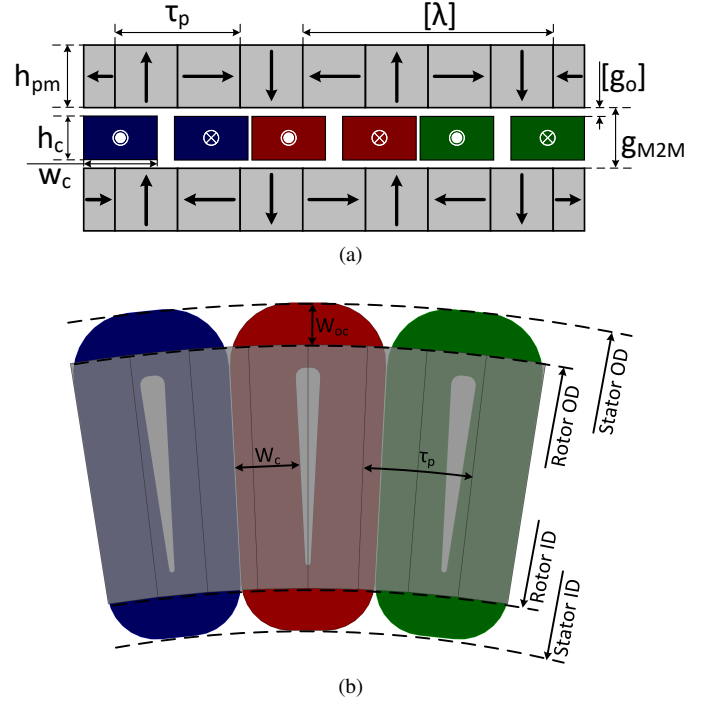 τp [λ]
hpm [go]
hc gM2M
wc
(a)
Woc
Stator OD
Rotor OD
Wc τp
Rotor ID
Stator ID
(b)